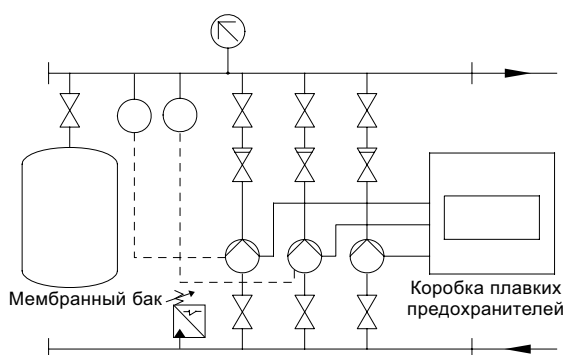 Мембранный бак
Коробка плавких
предохранителей